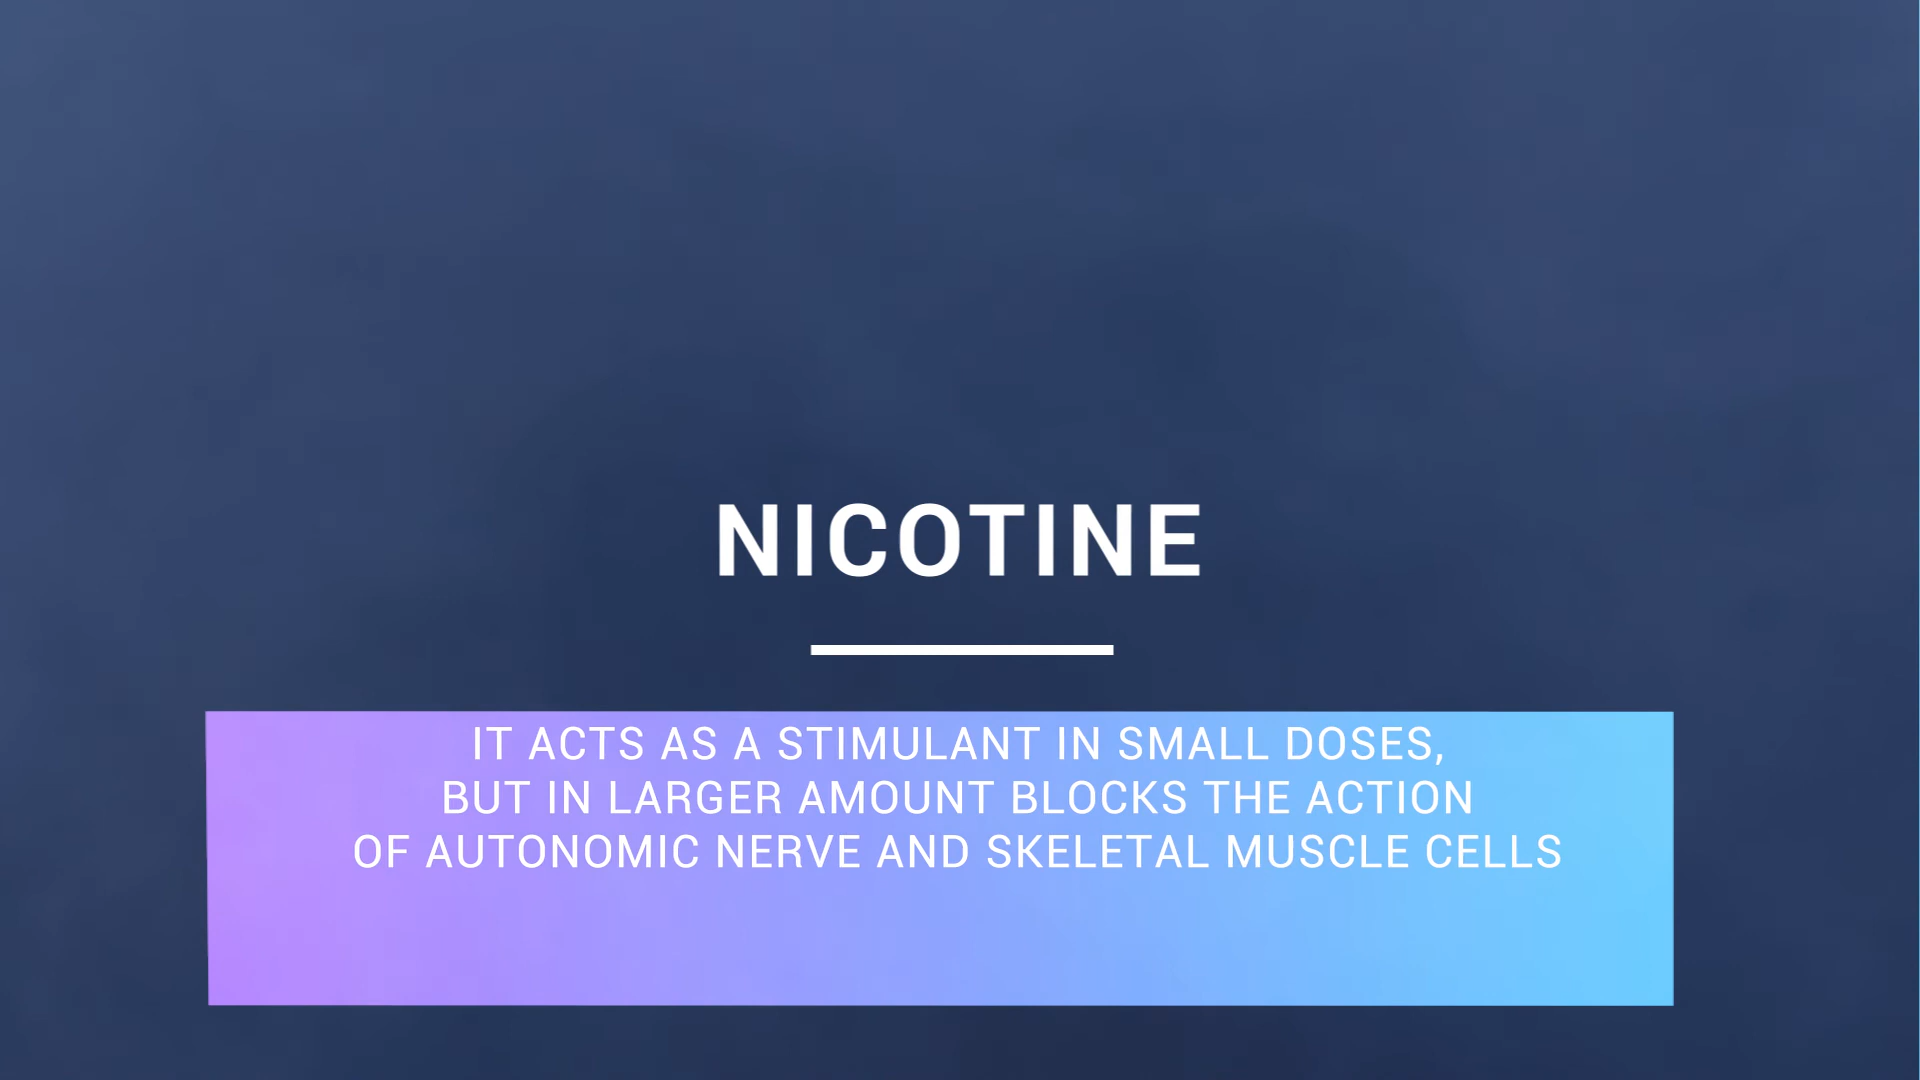 NICOTINE
IT ACTS AS A STIMULANT IN SMALL DOSES,
BUT IN LARGER AMOUNT BLOCKS THE ACTION
OF AUTONOMIC NERVE AND SKELETAL MUSCLE CELLS